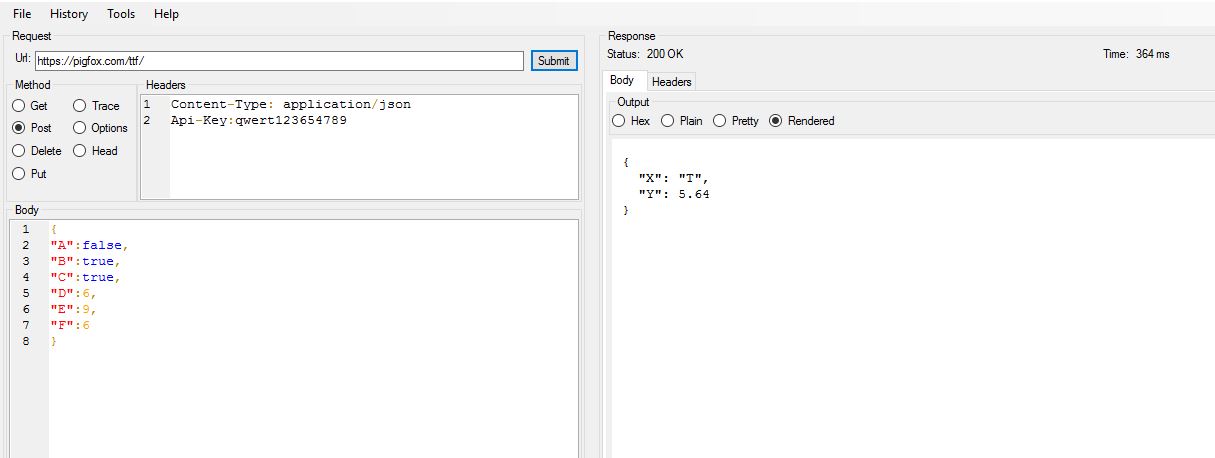 File History Tools Help
Request
Url: https://pigfox.com/ttf/ Submit
Method
Get Trace
Post Options
Delete Head
Put
Headers
1 Content-Type: application/json
2 Api-Key:qwert123654789
Body
1 {
2 "A":false,
3 "B":true,
4 "C":true,
5 "D":6,
6 "E":9,
7 "F":6
8 }
Response
Status: 200 OK Time: 364 ms
Body Headers
Output
Hex Plain Pretty Rendered
{
"X": "T",
"Y": 5.64
}